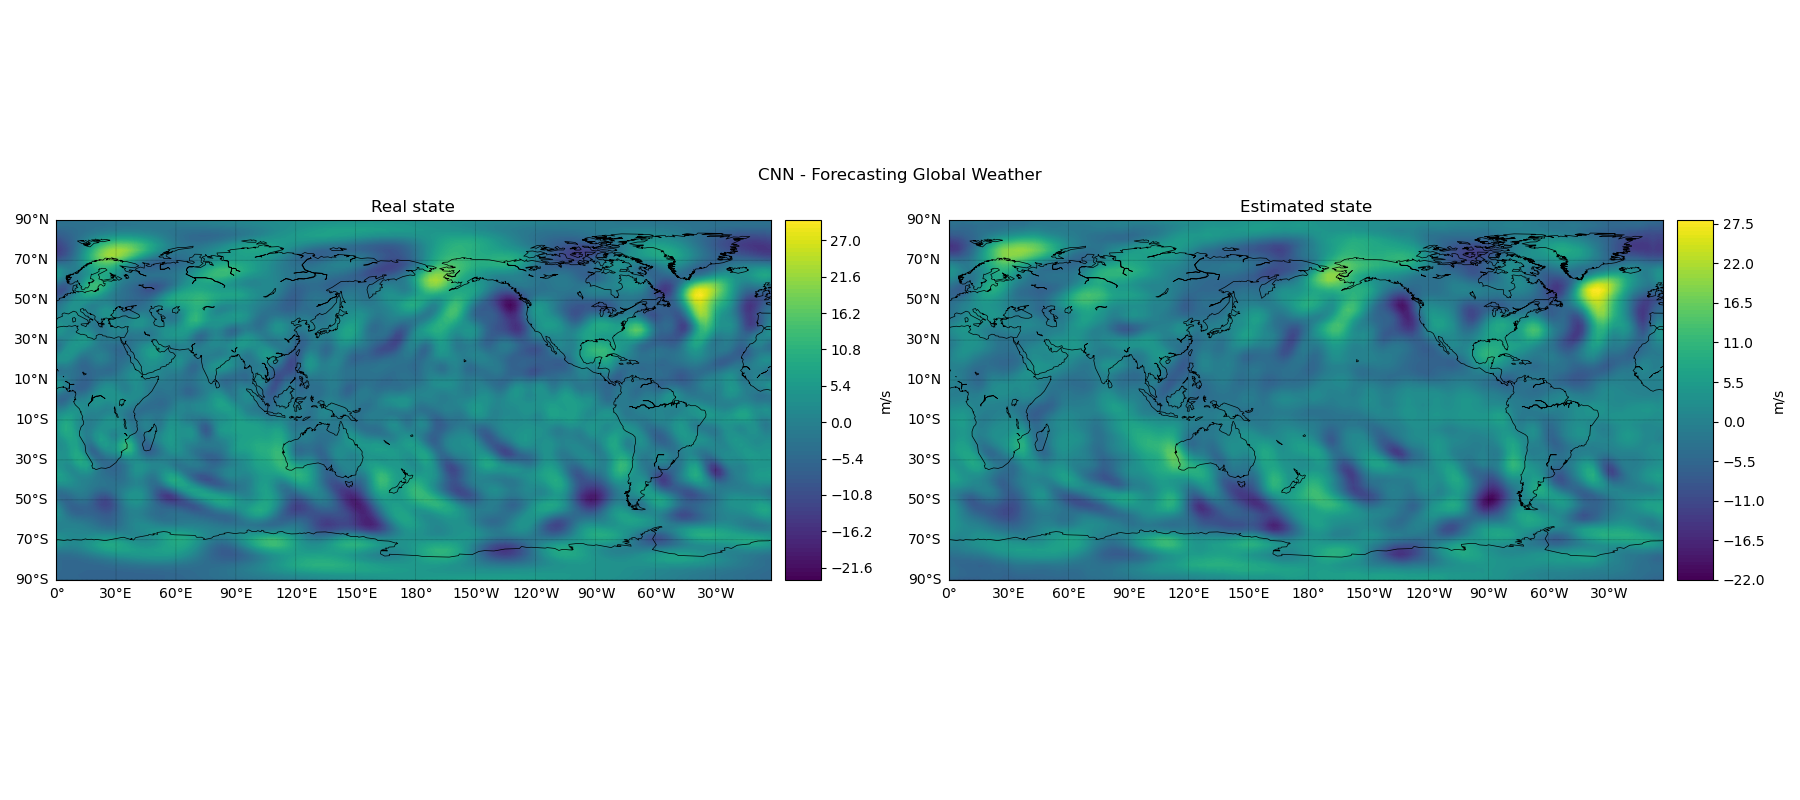 CNN - Forecasting Global Weather
Real state
90°N
70°N
50°N
30°N
10°N
10°S
30°S
50°S
70°S
90°S
0°
30°E
60°E
90°E
120°E
150°E
180°
150°W
120°W
90°W
60°W
30°W
27.0
21.6
16.2
10.8
5.4
0.0
−5.4
−10.8
−16.2
−21.6
m/s
Estimated state
90°N
70°N
50°N
30°N
10°N
10°S
30°S
50°S
70°S
90°S
0°
30°E
60°E
90°E
120°E
150°E
180°
150°W
120°W
90°W
60°W
30°W
27.5
22.0
16.5
11.0
5.5
0.0
−5.5
−11.0
−16.5
−22.0
m/s